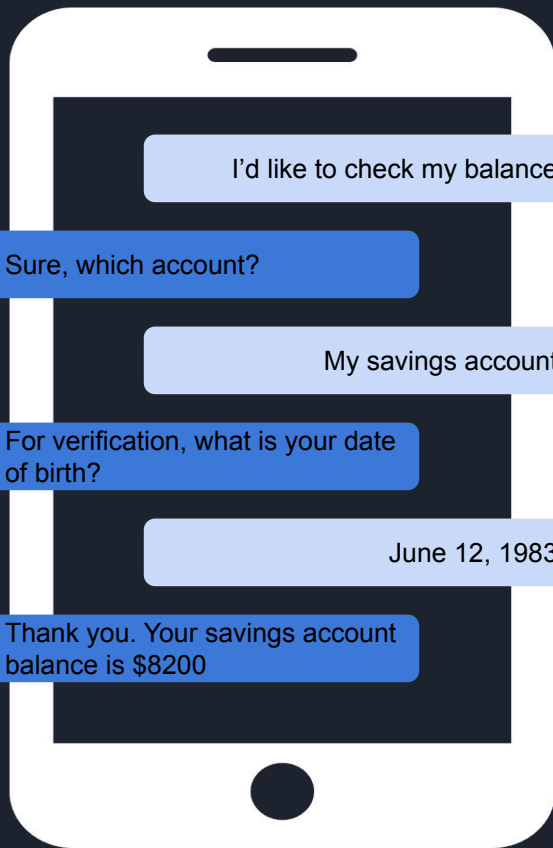 I’d like to check my balance
Sure, which account?
My savings account
For verification, what is your date
of birth?
June 12, 1983
Thank you. Your savings account
balance is $8200